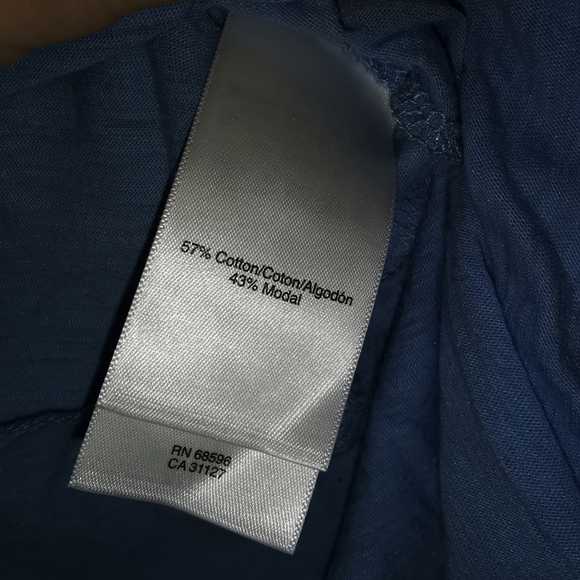 57% Cotton/Coton/Algodón
43% Modal
RN 68596
CA 31127